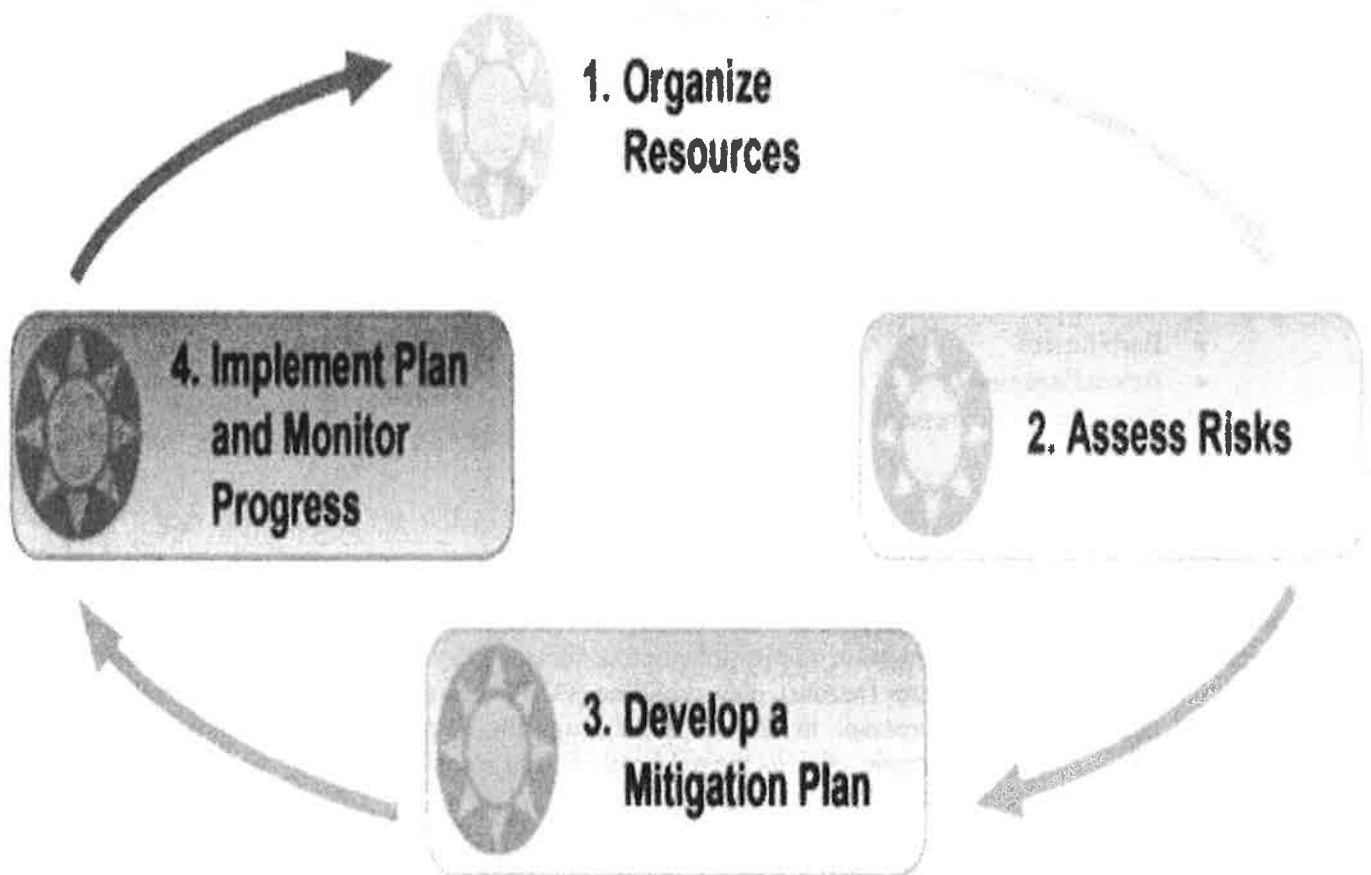 1. Organize
Resources
2. Assess Risks
3. Develop a
Mitigation Plan
4. Implement Plan
and Monitor
Progress